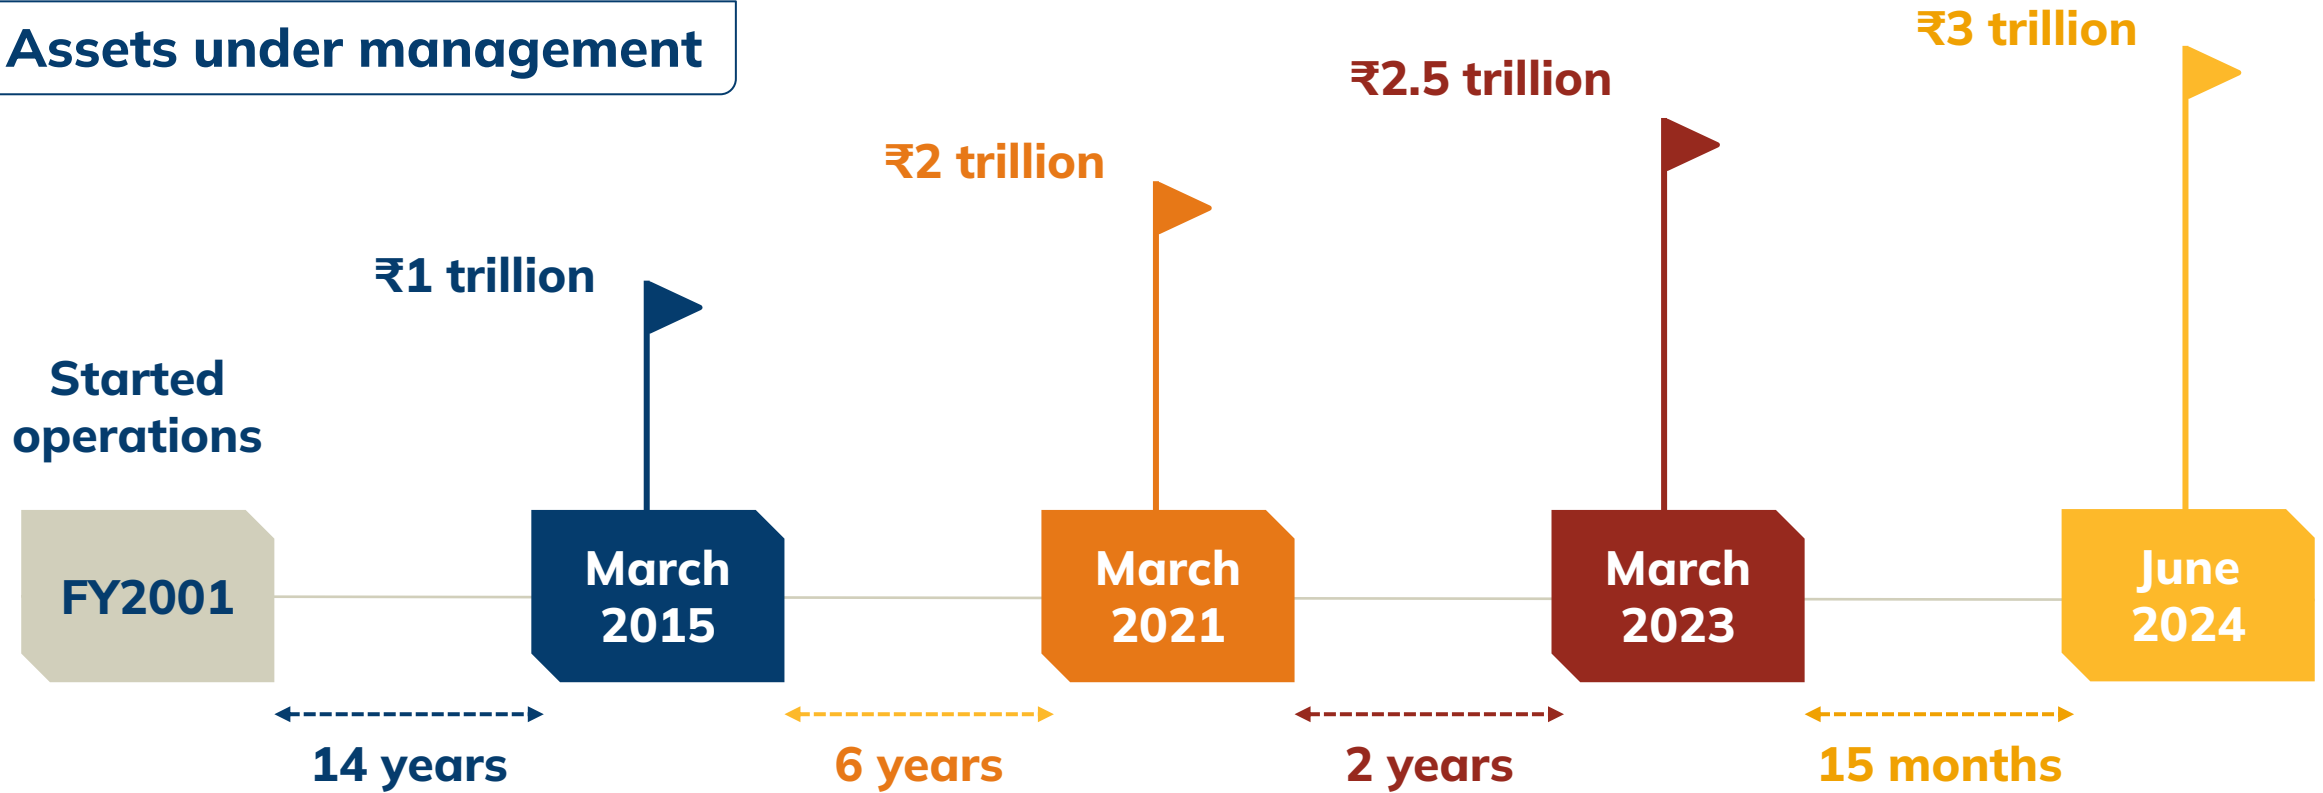 Assets under management
Started
operations
FY2001
₹1 trillion
March
2015
₹2 trillion
March
2021
₹2.5 trillion
March
2023
₹3 trillion
June
2024
14 years
6 years
2 years
15 months